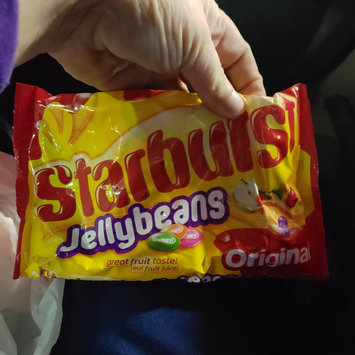 Starburst
Jellybeans
great fruit taste!
real fruit juice!
Original